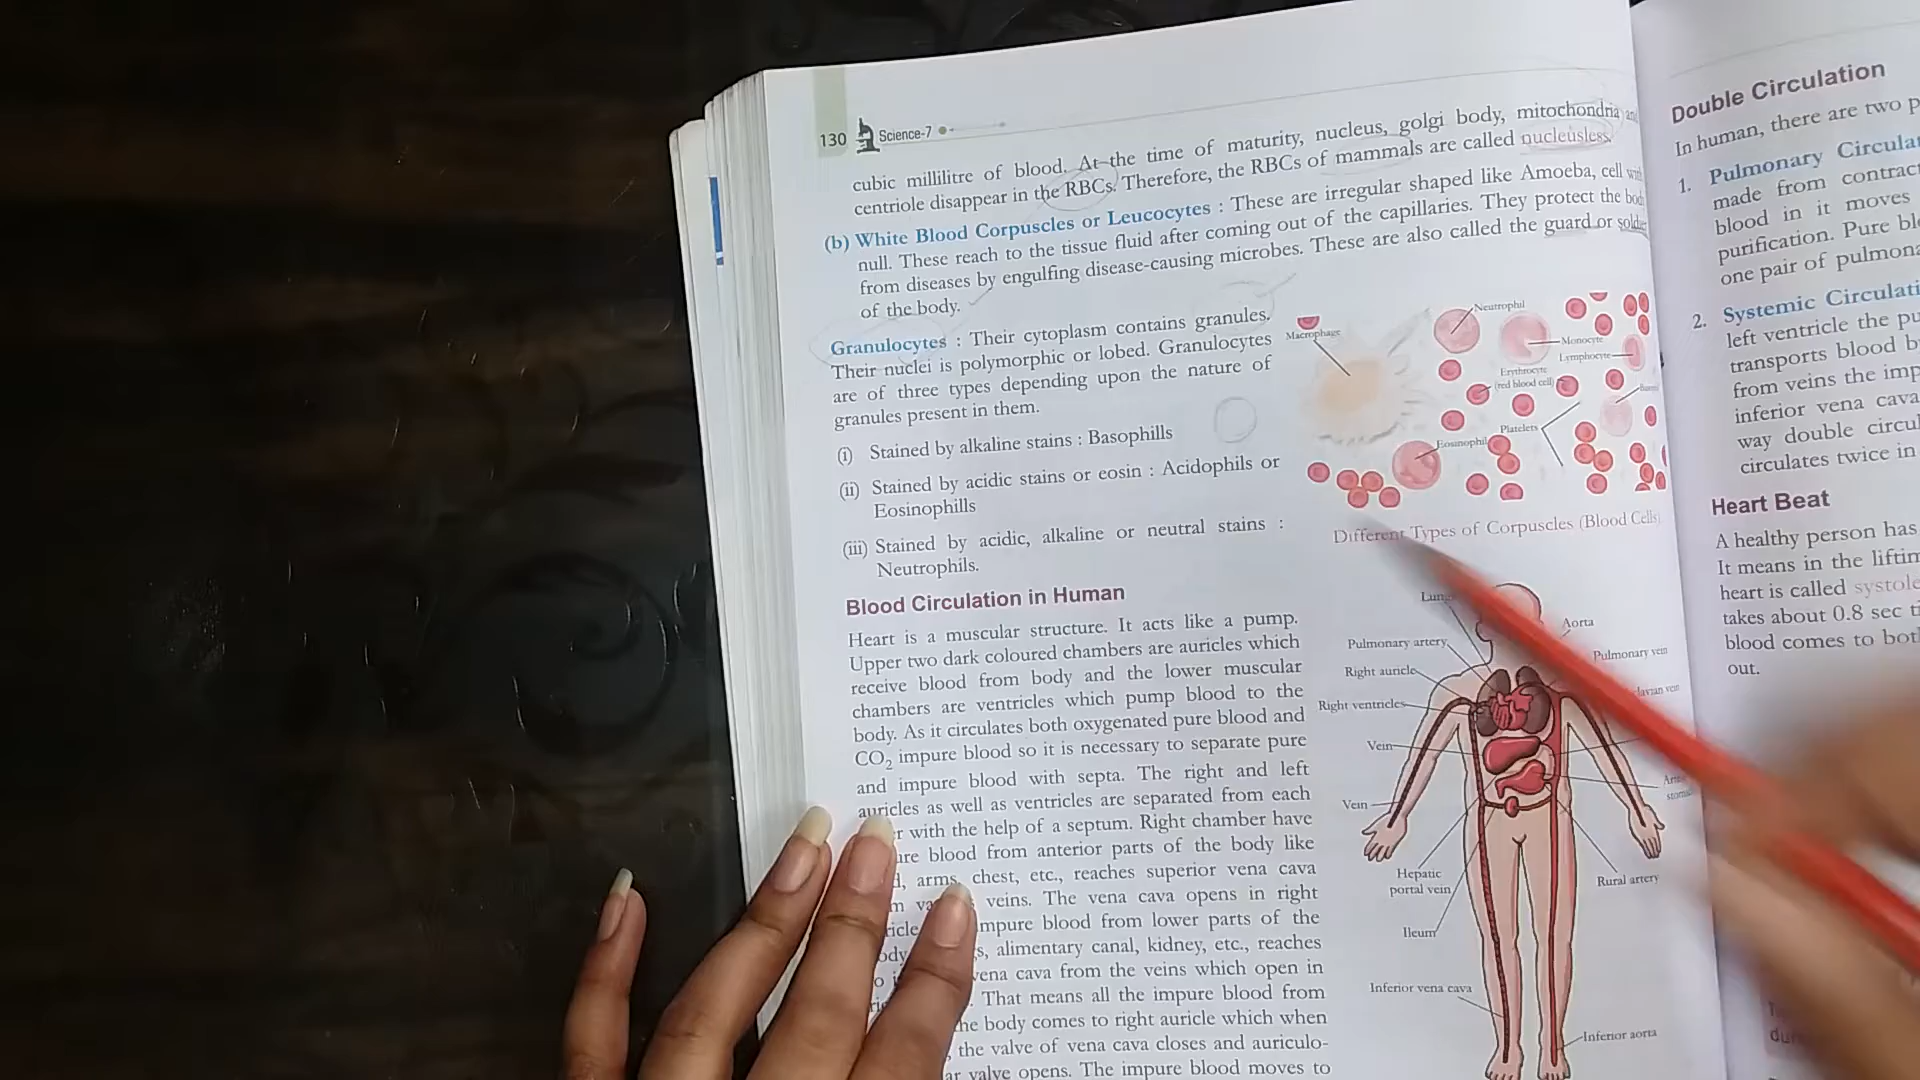 130 Science-7
cubic millilitre of blood. At the time of maturity, nucleus, golgi body, mitochondria and
centriole disappear in the RBCs. Therefore, the RBCs of mammals are called nucleusless.
(b) White Blood Corpuscles or Leucocytes : These are irregular shaped like Amoeba, cell
null. These reach to the tissue fluid after coming out of the capillaries. They protect the body
from diseases by engulfing disease-causing microbes. These are also called the guard or
of the body.
Granulocytes : Their cytoplasm contains granules.
Their nuclei is polymorphic or lobed. Granulocytes
are of three types depending upon the nature of
granules present in them.
(i) Stained by alkaline stains : Basophills
(ii) Stained by acidic stains or eosin : Acidophils or
Eosinophills
(iii) Stained by acidic, alkaline or neutral stains :
Neutrophils.
Macrophage
Neutrophil
Monocyte
Lymphocyte
Erythrocyte
(red blood cell)
Platelets
Eosinophil
Different Types of Corpuscles (Blood Cells)
Blood Circulation in Human
Heart is a muscular structure. It acts like a pump.
Upper two dark coloured chambers are auricles which
receive blood from body and the lower muscular
chambers are ventricles which pump blood to the
body. As it circulates both oxygenated pure blood and
CO2 impure blood so it is necessary to separate pure
and impure blood with septa. The right and left
auricles as well as ventricles are separated from each
with the help of a septum. Right chamber have
blood from anterior parts of the body like
arms, chest, etc., reaches superior vena cava
veins. The vena cava opens in right
impure blood from lower parts of the
alimentary canal, kidney, etc., reaches
vena cava from the veins which open in
That means all the impure blood from
the body comes to right auricle which when
the valve of vena cava closes and auriculo-
valve opens. The impure blood moves to
Pulmonary artery
Right auricle
Right ventricles
Vein
Vein
Hepatic
portal vein
Ileum
Inferior vena cava
Aorta
Pulmonary vein
Rural artery
Inferior aorta
Double Circulation
In human, there are two
1. Pulmonary
made from
blood in it moves
purification. Pure
one pair of
2. Systemic
left ventricle the
transports blood
from veins the
inferior vena cava
way double
circulates twice in
Heart Beat
A healthy person has
It means in the
heart is called systole
takes about 0.8 sec
blood comes to
out.